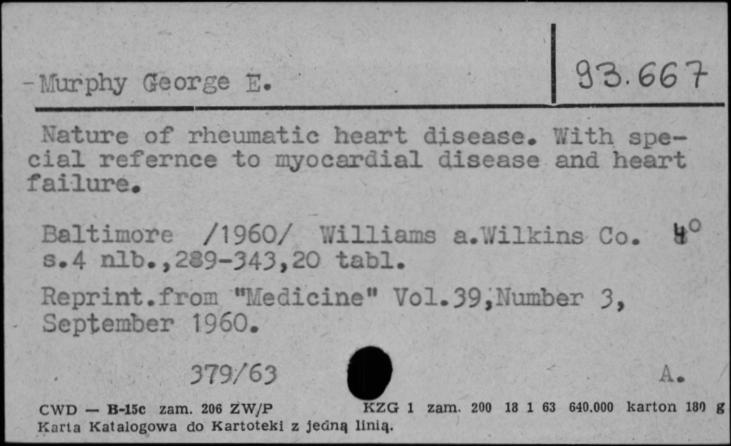 - Murphy George E.
93.667
Nature of rheumatic heart disease. With spe-
cial refernce to myocardial disease and heart
failure.
Baltimore /1960/ Williams a.Wilkins Co. 4°
s.4 nlb.,289-343,20 tabl.
Reprint.from "Medicine" Vol.39,Number 3,
September 1960.
379/63
A.
CWD — B-15c zam. 206 ZW/P KZG 1 zam. 200 18 1 63 640.000 karton 180 g
Karta Katalogowa do Kartoteki z jedną linią.